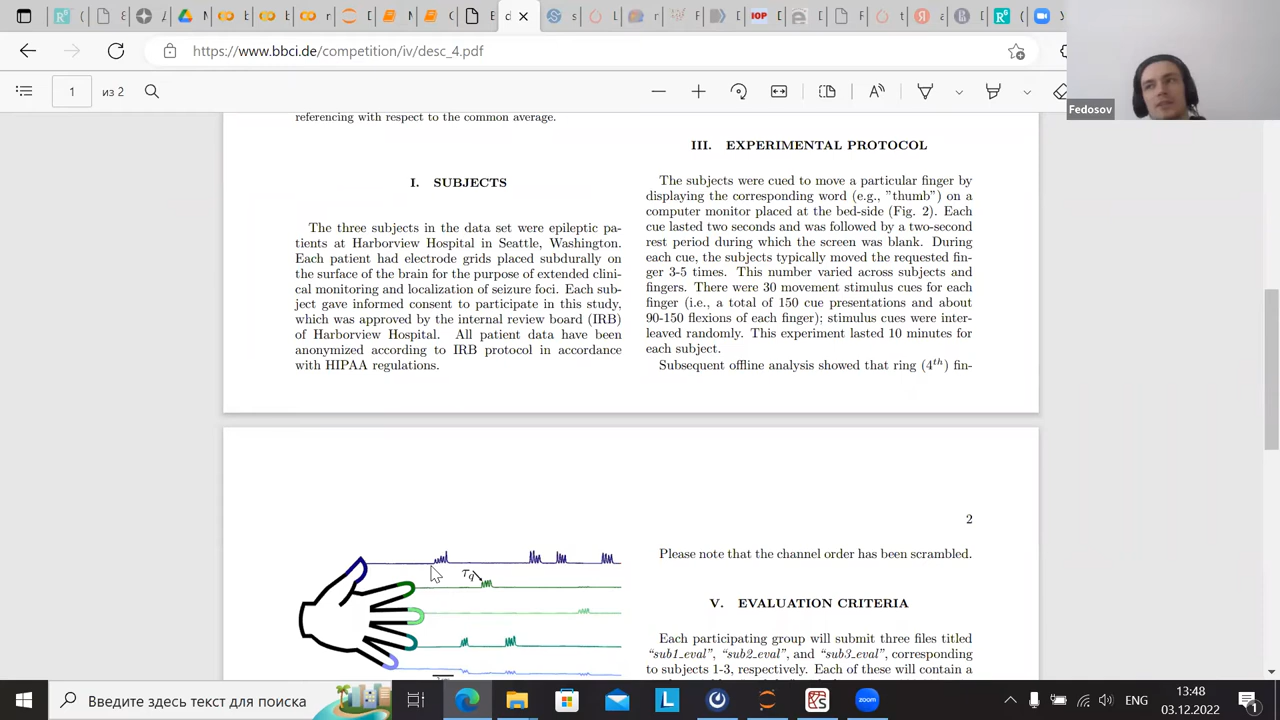 https://www.bbci.de/competition/iv/desc_4.pdf
1
из 2
Fedosov
referencing with respect to the common average.
I. SUBJECTS
The three subjects in the data set were epileptic pa-
tients at Harborview Hospital in Seattle, Washington.
Each patient had electrode grids placed subdurally on
the surface of the brain for the purpose of extended clini-
cal monitoring and localization of seizure foci. Each sub-
ject gave informed consent to participate in this study,
which was approved by the internal review board (IRB)
of Harborview Hospital. All patient data have been
anonymized according to IRB protocol in accordance
with HIPAA regulations.
III. EXPERIMENTAL PROTOCOL
The subjects were cued to move a particular finger by
displaying the corresponding word (e.g., "thumb") on a
computer monitor placed at the bed-side (Fig. 2). Each
cue lasted two seconds and was followed by a two-second
rest period during which the screen was blank. During
each cue, the subjects typically moved the requested fin-
ger 3-5 times. This number varied across subjects and
fingers. There were 30 movement stimulus cues for each
finger (i.e., a total of 150 cue presentations and about
90-150 flexions of each finger); stimulus cues were inter-
leaved randomly. This experiment lasted 10 minutes for
each subject.
Subsequent offline analysis showed that ring (4th) fin-
2
τq
Please note that the channel order has been scrambled.
V. EVALUATION CRITERIA
Each participating group will submit three files titled
"sub1_eval", "sub2_eval", and "sub3_eval", corresponding
to subjects 1-3, respectively. Each of these will contain a
Введите здесь текст для поиска
zoom
ENG
13:48
03.12.2022
1